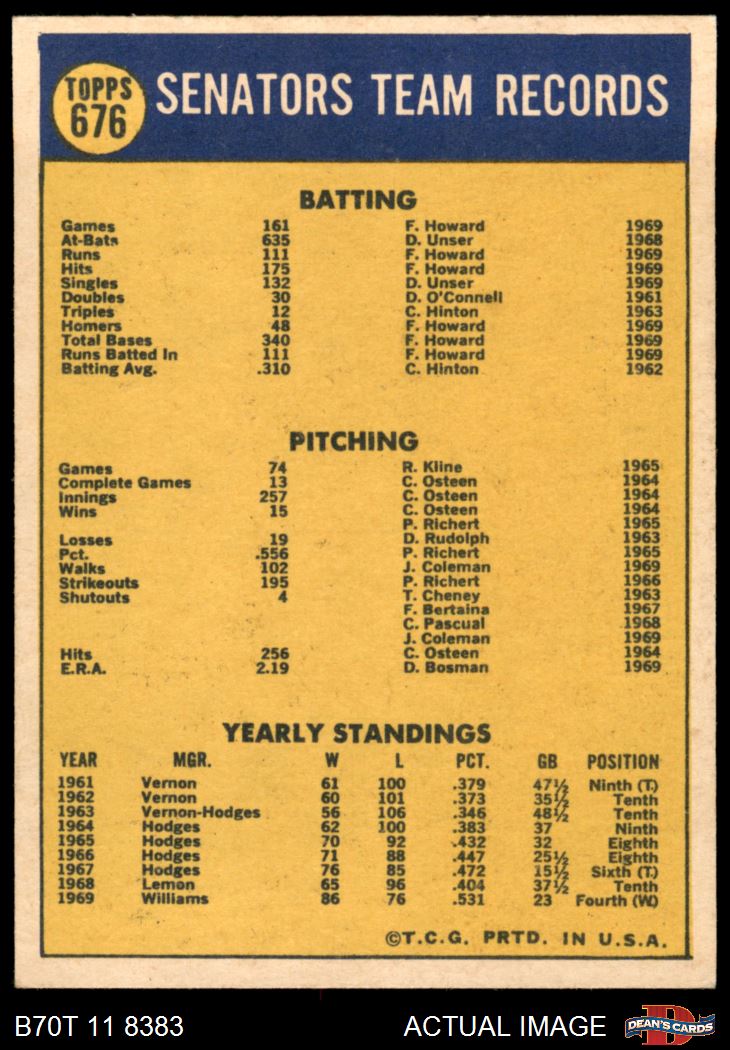 TOPPS
676
SENATORS TEAM RECORDS
BATTING
Games 161 F. Howard 1969
At-Bats 635 D. Unser 1968
Runs 111 F. Howard 1969
Hits 175 F. Howard 1969
Singles 132 D. Unser 1969
Doubles 30 D. O'Connell 1961
Triples 12 C. Hinton 1963
Homers 48 F. Howard 1969
Total Bases 340 F. Howard 1969
Runs Batted In 111 F. Howard 1969
Batting Avg. .310 C. Hinton 1962
PITCHING
Games 74 R. Kline 1965
Complete Games 13 C. Osteen 1964
Innings 257 C. Osteen 1964
Wins 15 C. Osteen 1964
P. Richert 1965
Losses 19 D. Rudolph 1963
Pct. .556 P. Richert 1965
Walks 102 J. Coleman 1969
Strikeouts 195 P. Richert 1966
Shutouts 4 T. Cheney 1963
F. Bertaina 1967
C. Pascual 1968
J. Coleman 1969
Hits 256 C. Osteen 1964
E.R.A. 2.19 D. Bosman 1969
YEARLY STANDINGS
YEAR MGR. W L PCT. GB POSITION
1961 Vernon 61 100 .379 47½ Ninth (T.)
1962 Vernon 60 101 .373 35½ Tenth
1963 Vernon-Hodges 56 106 .346 48½ Tenth
1964 Hodges 62 100 .383 37 Ninth
1965 Hodges 70 92 .432 32 Eighth
1966 Hodges 71 88 .447 25½ Eighth
1967 Hodges 76 85 .472 15½ Sixth (T.)
1968 Lemon 65 96 .404 37½ Tenth
1969 Williams 86 76 .531 23 Fourth (W.)
©T.C.G. PRTD. IN U.S.A.
B70T 11 8383 ACTUAL IMAGE
D
DEAN'S CARDS